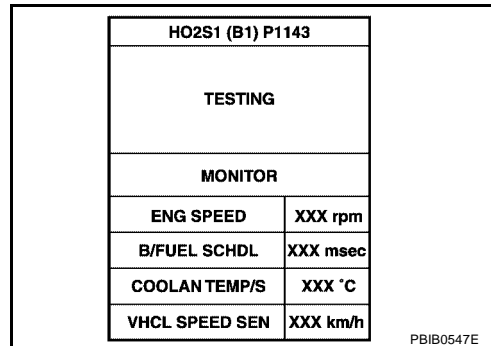 HO2S1 (B1) P1143
TESTING
MONITOR
ENG SPEED XXX rpm
B/FUEL SCHDL XXX msec
COOLAN TEMP/S XXX °C
VHCL SPEED SEN XXX km/h
PBIB0547E